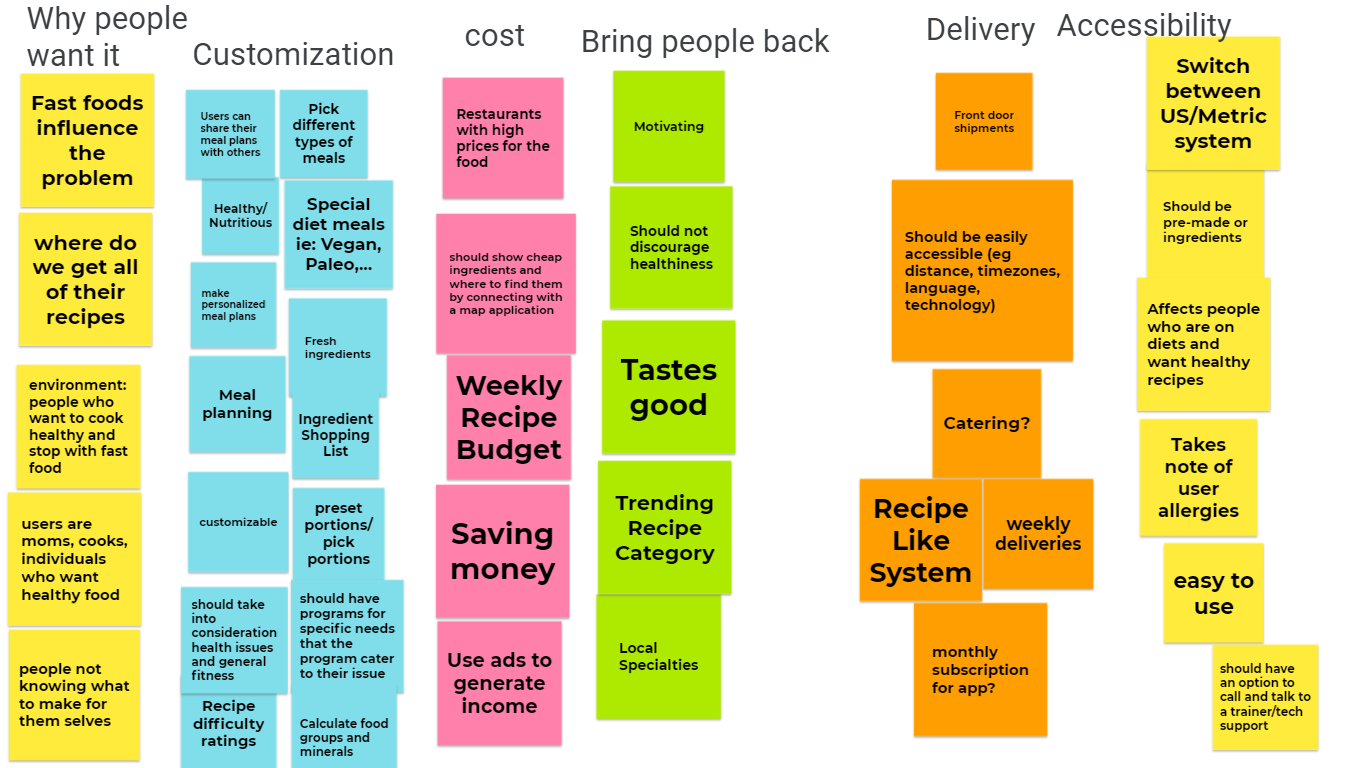 Why people
want it
Fast foods
influence
the
problem
where do
we get all
of their
recipes
environment:
people who
want to cook
healthy and
stop with fast
food
users are
moms, cooks,
individuals
who want
healthy food
people not
knowing what
to make for
them selves
Customization
Users can
share their
meal plans
with others
Pick
different
types of
meals
Healthy/
Nutritious
Special
diet meals
ie: Vegan,
Paleo,...
make
personalized
meal plans
Fresh
ingredients
Meal
planning
Ingredient
Shopping
List
customizable
preset
portions/
pick
portions
should take
into
consideration
health issues
and general
fitness
should have
programs for
specific needs
that the
program cater
to their issue
Recipe
difficulty
ratings
Calculate food
groups and
minerals
cost
Restaurants
with high
prices for the
food
should show cheap
ingredients and
where to find them
by connecting with
a map application
Weekly
Recipe
Budget
Saving
money
Use ads to
generate
income
Bring people back
Motivating
Should not
discourage
healthiness
Tastes
good
Trending
Recipe
Category
Local
Specialties
Delivery
Front door
shipments
Should be easily
accessible (eg
distance, timezones,
language,
technology)
Catering?
Recipe
Like
System
weekly
deliveries
monthly
subscription
for app?
Accessibility
Switch
between
US/Metric
system
Should be
pre-made or
ingredients
Affects people
who are on
diets and
want healthy
recipes
Takes
note of
user
allergies
easy to
use
should have
an option to
call and talk to
a trainer/tech
support